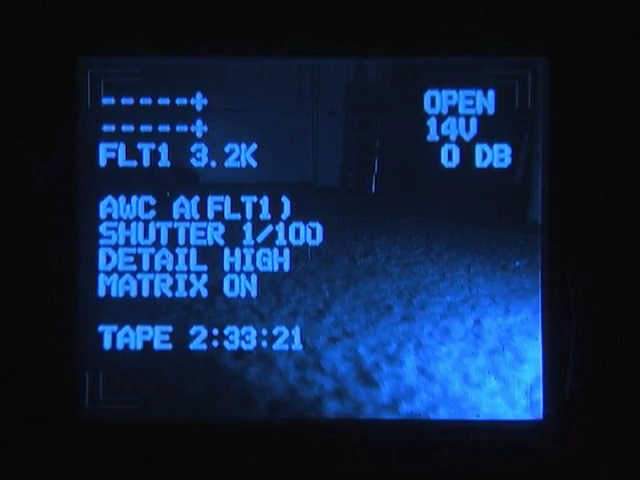 -----+ OPEN
-----+ 14V
FLT1 3.2K 0 DB
AWC A(FLT1)
SHUTTER 1/100
DETAIL HIGH
MATRIX ON
TAPE 2:33:21